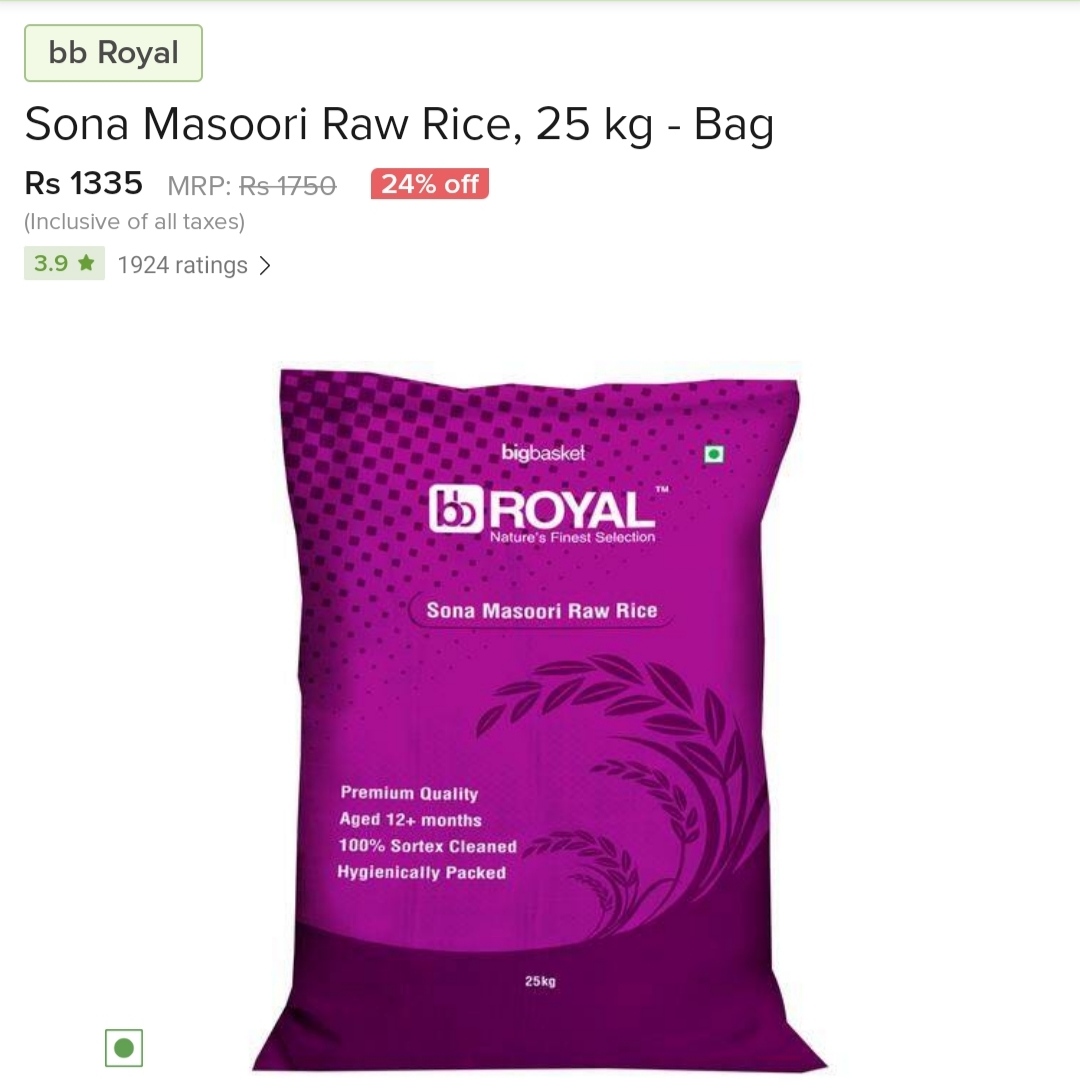 bb Royal
Sona Masoori Raw Rice, 25 kg - Bag
Rs 1335 MRP: Rs 1750 24% off
(Inclusive of all taxes)
3.9 ★ 1924 ratings >
bigbasket
bb ROYAL™
Nature's Finest Selection
Sona Masoori Raw Rice
Premium Quality
Aged 12+ months
100% Sortex Cleaned
Hygienically Packed
25kg